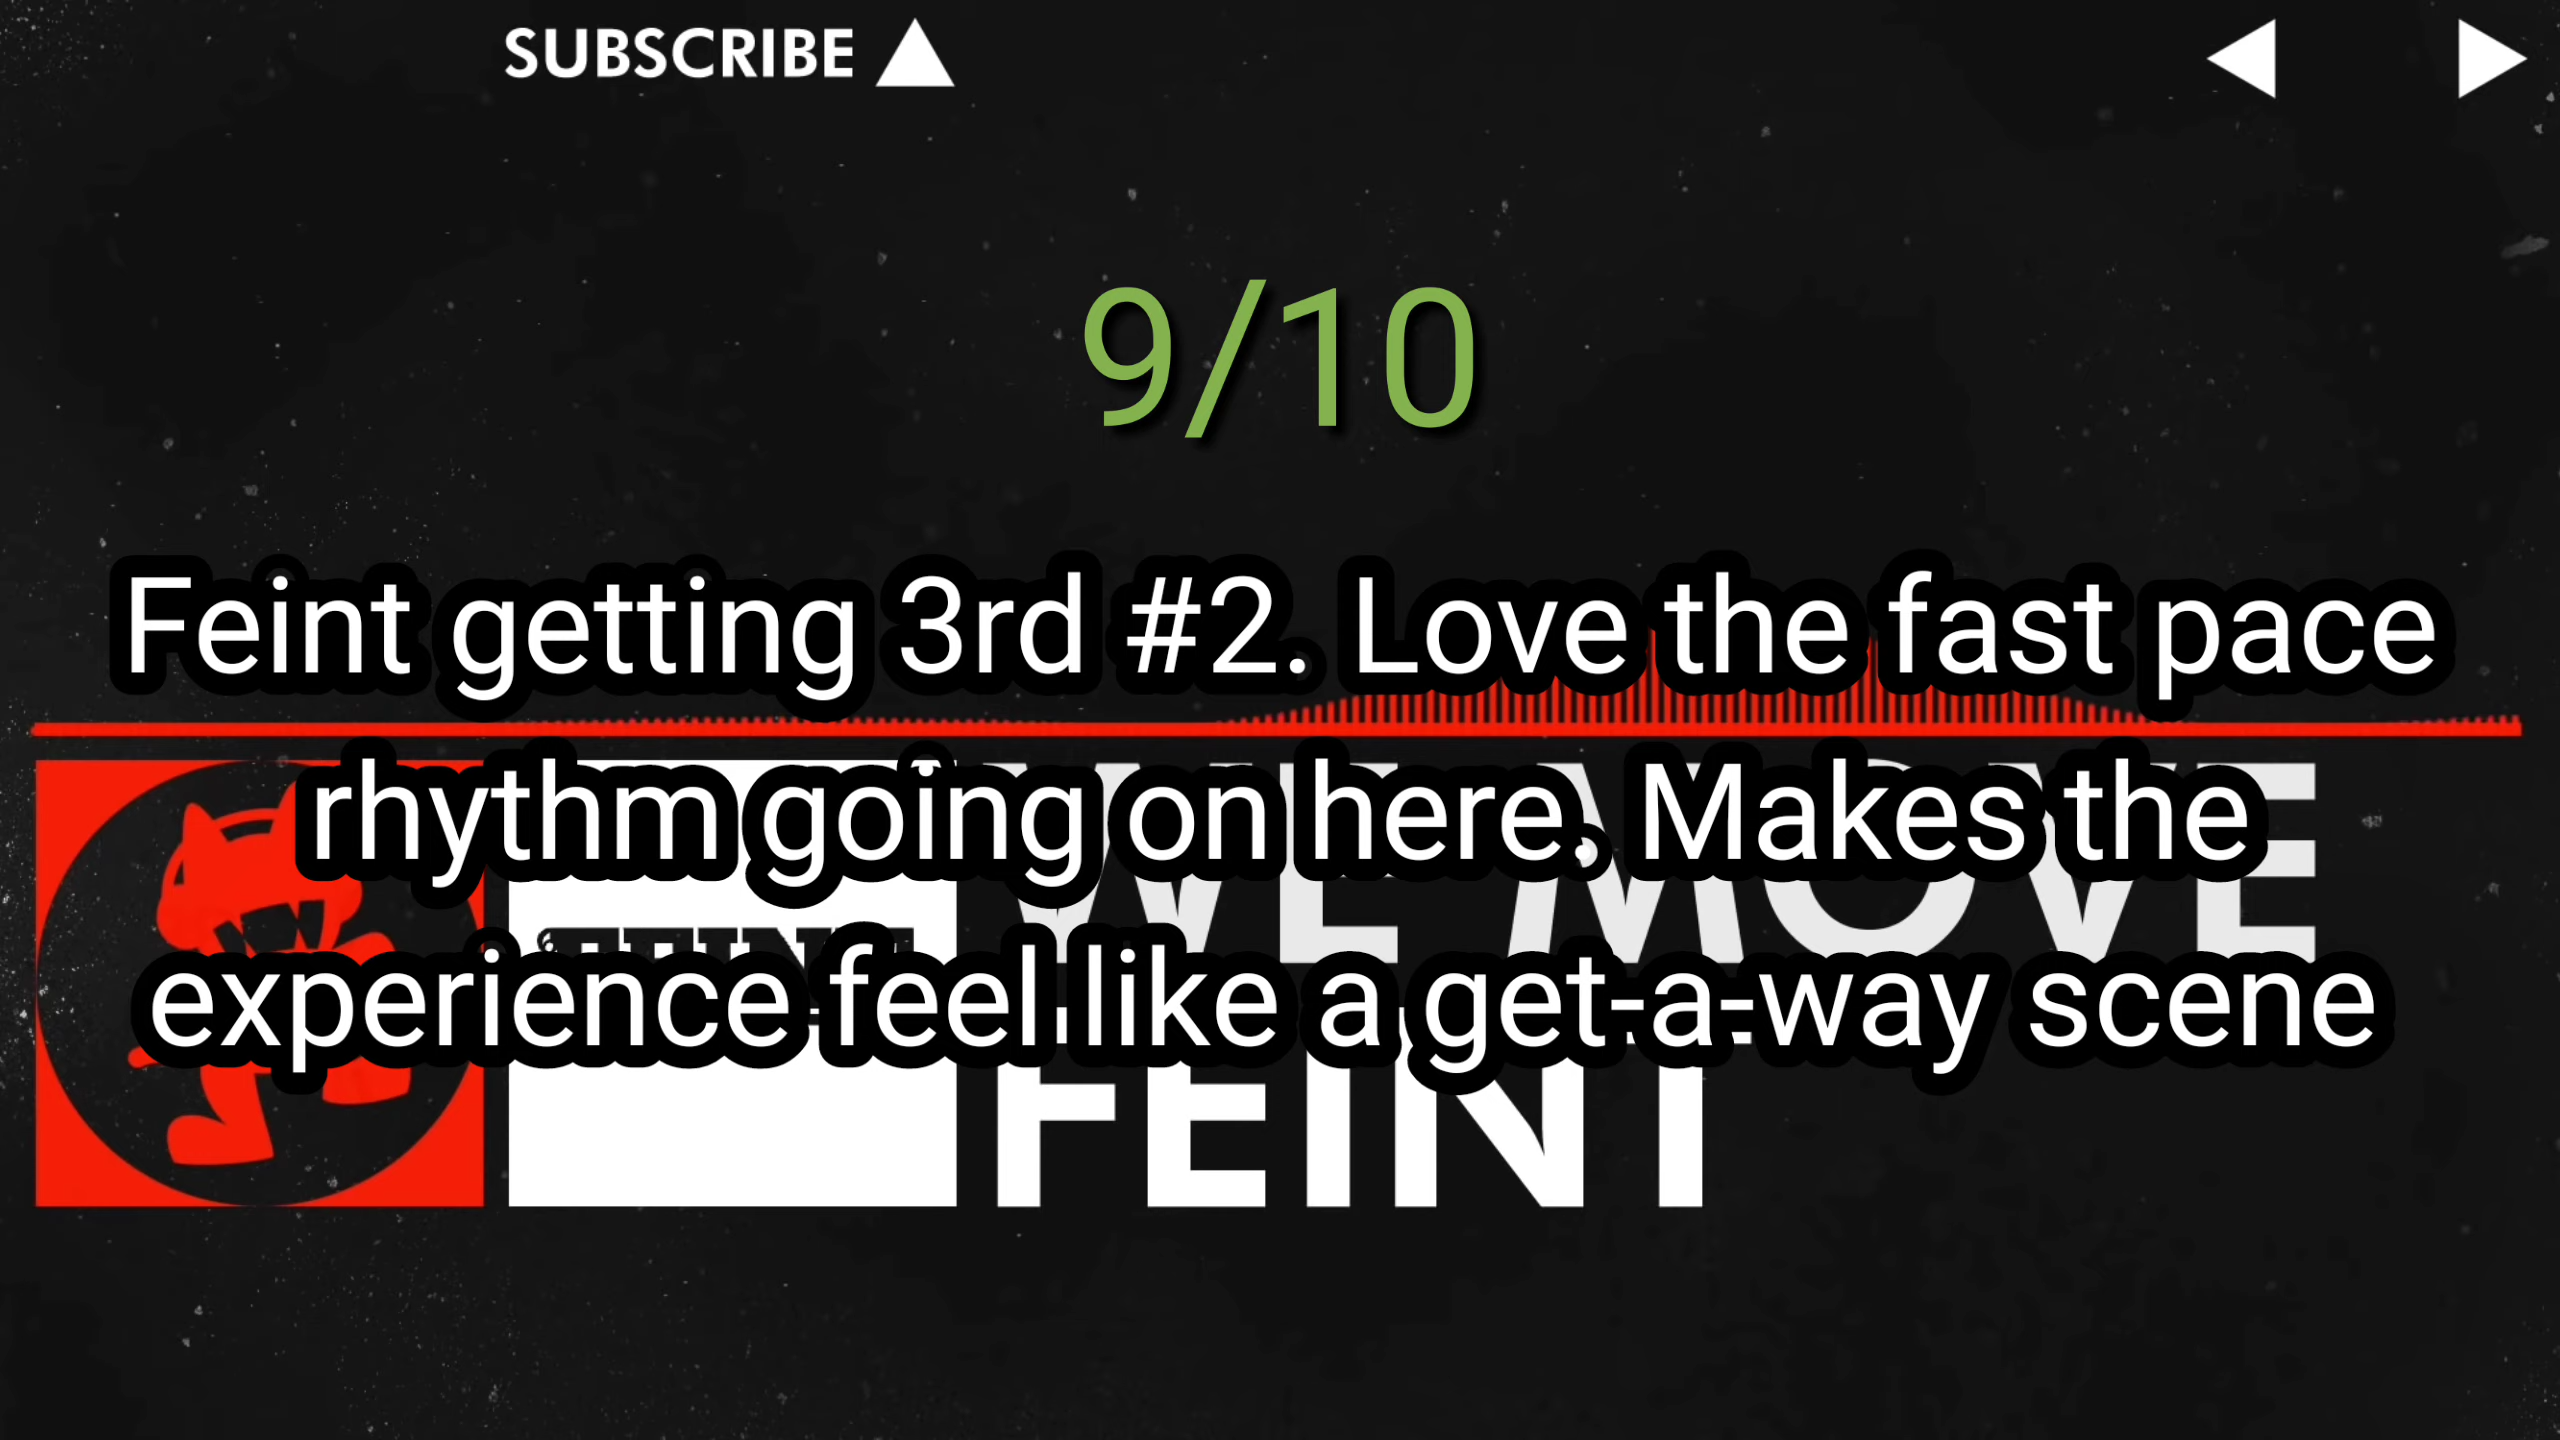 SUBSCRIBE
9/10
Feint getting 3rd #2. Love the fast pace
rhythm going on here. Makes the
experience feel like a get-a-way scene
WE MOVE
FEINT